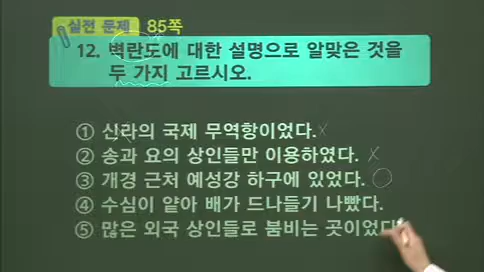 실전 문제 85쪽
12. 벽란도에 대한 설명으로 알맞은 것을
두 가지 고르시오.
① 신라의 국제 무역항이었다.
② 송과 요의 상인들만 이용하였다.
③ 개경 근처 예성강 하구에 있었다.
④ 수심이 얕아 배가 드나들기 나빴다.
⑤ 많은 외국 상인들로 붐비는 곳이었다